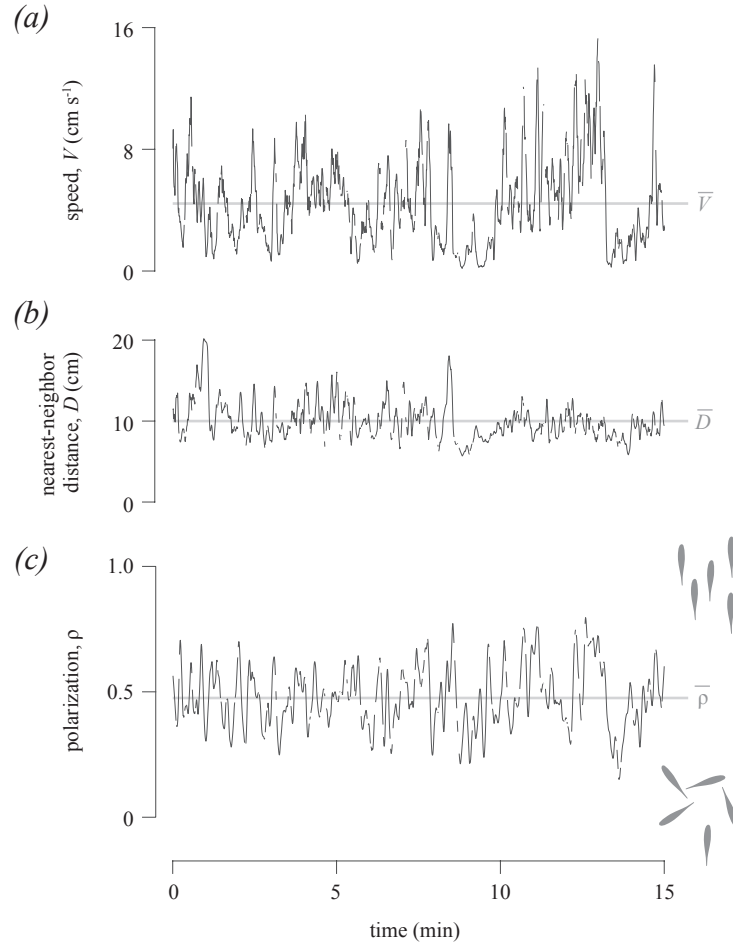 (a)
16
8
0
speed, V (cm s-1)
V̅
(b)
20
10
0
nearest-neighbor
distance, D (cm)
D̅
(c)
1.0
0.5
0
polarization, ρ
ρ̅
0
5
10
15
time (min)